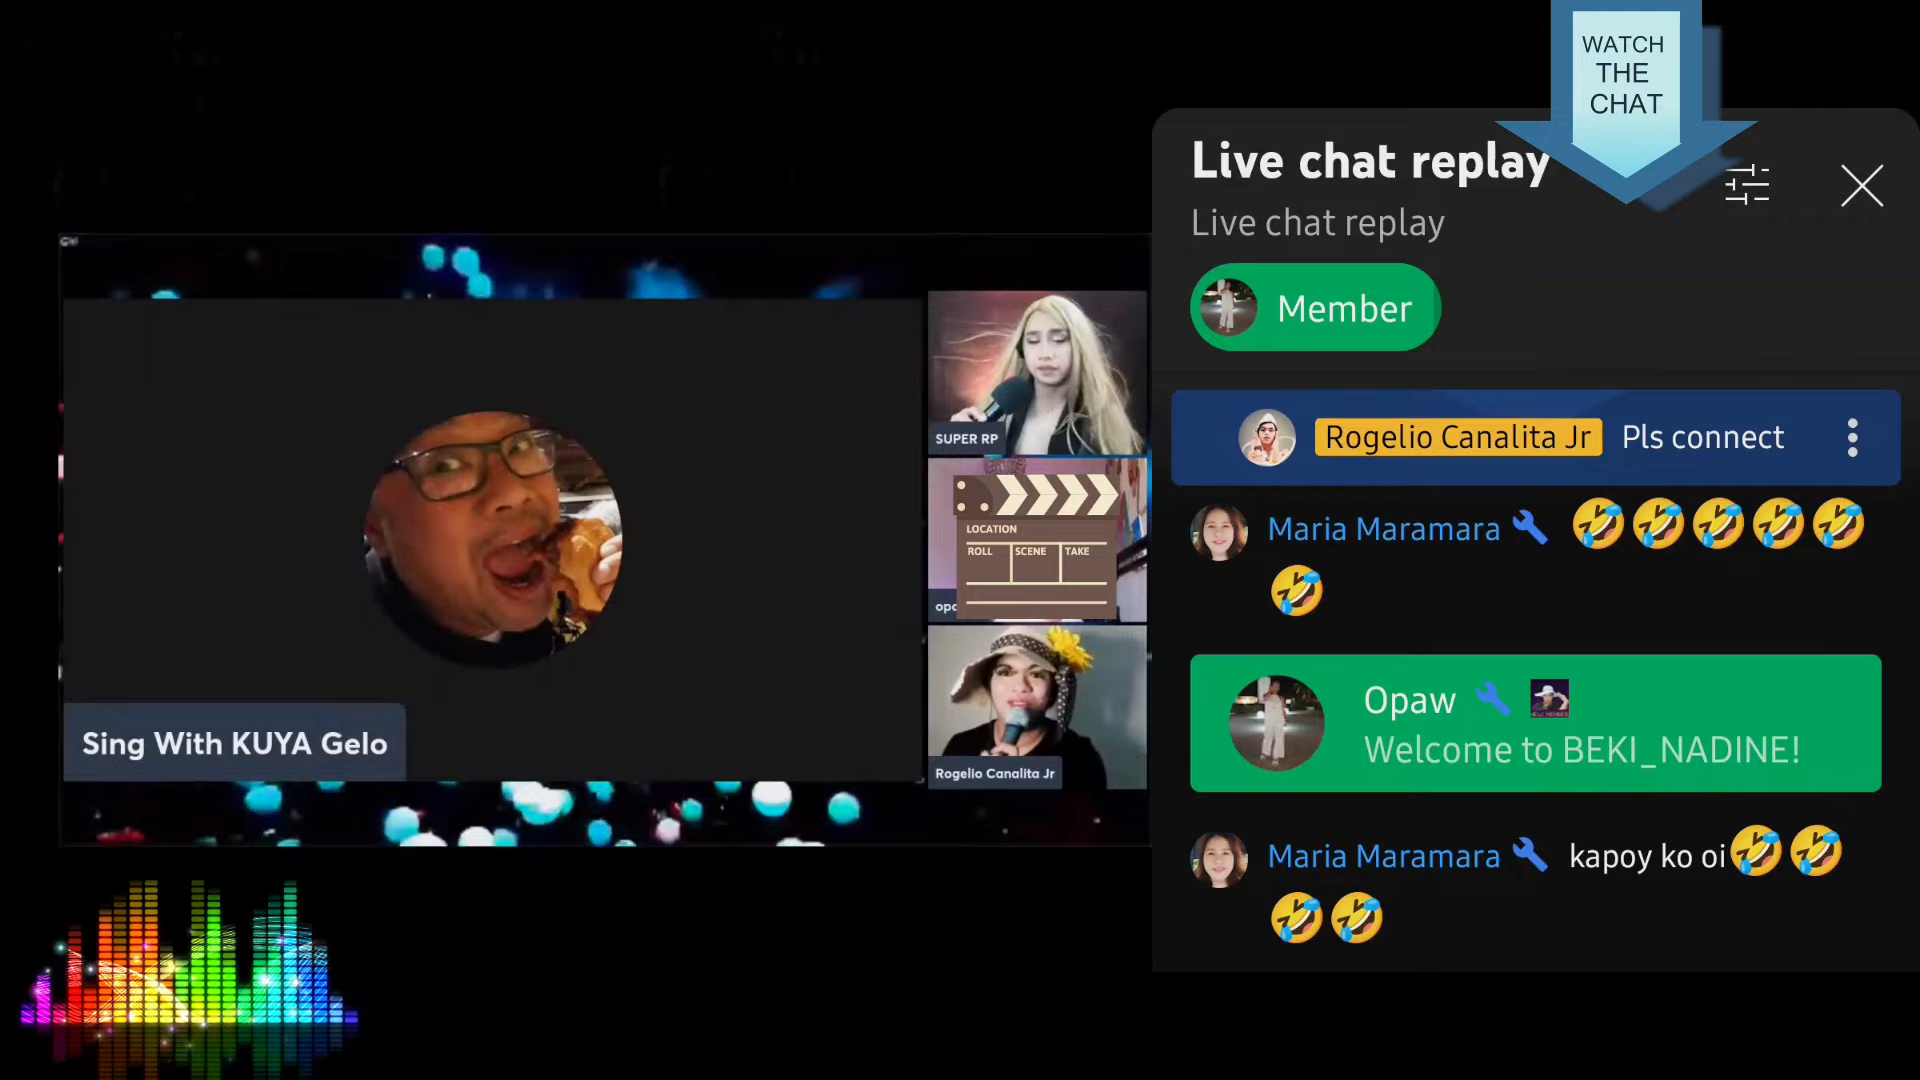 WATCH
THE
CHAT
Live chat replay
Live chat replay
Member
Rogelio Canalita Jr Pls connect
Maria Maramara 🤣🤣🤣🤣🤣
🤣
Opaw
Welcome to BEKI_NADINE!
Maria Maramara kapoy ko oi🤣🤣
🤣🤣
SUPER RP
LOCATION
ROLL SCENE TAKE
Rogelio Canalita Jr
Sing With KUYA Gelo